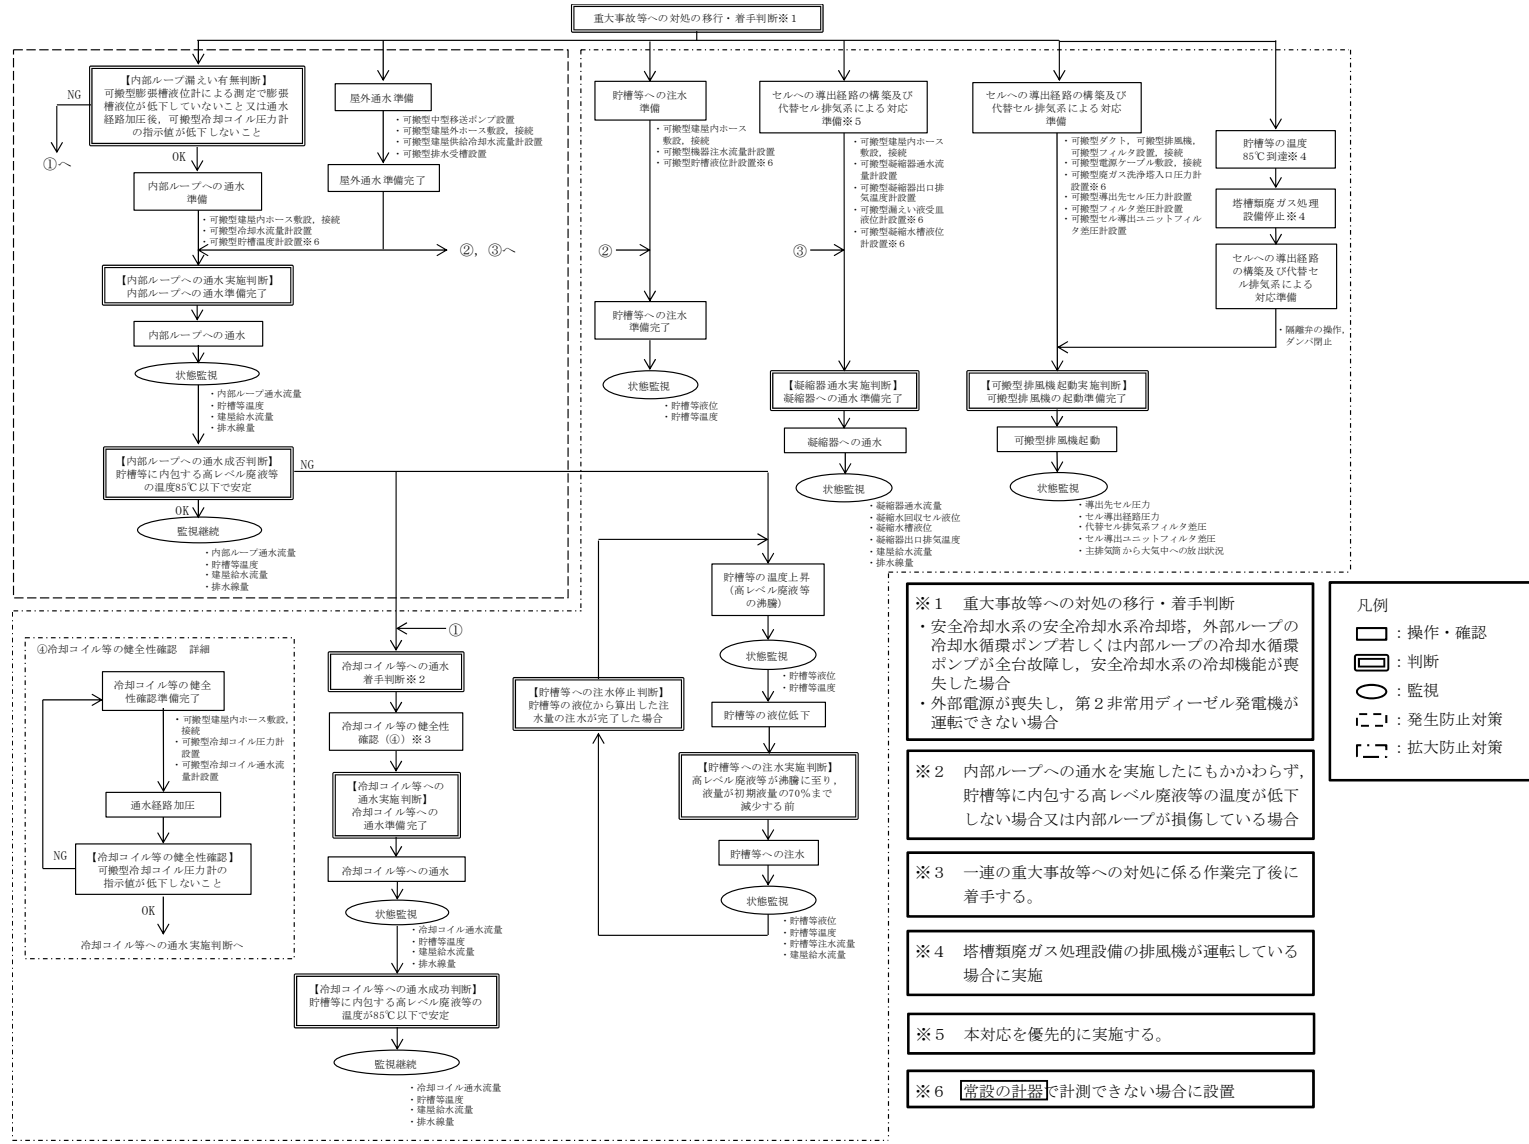 重大事故等への対処の移行・着手判断※1
【内部ループ漏えい有無判断】
可搬型膨張槽液位計による測定で膨張
槽液位が低下していないこと又は通水
経路加圧後，可搬型冷却コイル圧力計
の指示値が低下しないこと
NG
①へ
OK
屋外通水準備
・可搬型中型移送ポンプ設置
・可搬型建屋外ホース敷設，接続
・可搬型建屋供給冷却水流量計設置
・可搬型排水受槽設置
屋外通水準備完了
内部ループへの通水
準備
・可搬型建屋内ホース敷設，接続
・可搬型冷却水流量計設置
・可搬型貯槽温度計設置※6
②，③へ
【内部ループへの通水実施判断】
内部ループへの通水準備完了
内部ループへの通水
状態監視
・内部ループ通水流量
・貯槽等温度
・建屋給水流量
・排水線量
【内部ループへの通水成否判断】
貯槽等に内包する高レベル廃液等
の温度85℃以下で安定
NG
OK
監視継続
・内部ループ通水流量
・貯槽等温度
・建屋給水流量
・排水線量
貯槽等への注水
準備
・可搬型建屋内ホース
敷設，接続
・可搬型機器注水流量計設置
・可搬型貯槽液位計設置※6
②
貯槽等への注水
準備完了
状態監視
・貯槽等液位
・貯槽等温度
セルへの導出経路の構築及び
代替セル排気系による対応
準備※5
・可搬型建屋内ホース
敷設，接続
・可搬型凝縮器通水流
量計設置
・可搬型凝縮器出口排
気温度計設置
・可搬型漏えい液受皿
液位計設置※6
・可搬型凝縮水槽液位
計設置※6
③
【凝縮器通水実施判断】
凝縮器への通水準備完了
凝縮器への通水
状態監視
・凝縮器通水流量
・凝縮水回収セル液位
・凝縮水槽液位
・凝縮器出口排気温度
・建屋給水流量
・排水線量
セルへの導出経路の構築及び
代替セル排気系による対応
準備
・可搬型ダクト，可搬型排風機，
可搬型フィルタ設置，接続
・可搬型電源ケーブル敷設，接続
・可搬型廃ガス洗浄塔入口圧力計
設置※6
・可搬型導出先セル圧力計設置
・可搬型フィルタ差圧計設置
・可搬型セル導出ユニットフィル
タ差圧計設置
貯槽等の温度
85℃到達※4
塔槽類廃ガス処理
設備停止※4
セルへの導出経路
の構築及び代替セ
ル排気系による
対応準備
・隔離弁の操作，
ダンパ閉止
【可搬型排風機起動実施判断】
可搬型排風機の起動準備完了
可搬型排風機起動
状態監視
・導出先セル圧力
・セル導出経路圧力
・代替セル排気系フィルタ差圧
・セル導出ユニットフィルタ差圧
・主排気筒から大気中への放出状況
④冷却コイル等の健全性確認　詳細
冷却コイル等の健全
性確認準備完了
・可搬型建屋内ホース敷設，
接続
・可搬型冷却コイル圧力計
設置
・可搬型冷却コイル通水流
量計設置
通水経路加圧
【冷却コイル等の健全性確認】
可搬型冷却コイル圧力計の
指示値が低下しないこと
NG
OK
冷却コイル等への通水実施判断へ
①
冷却コイル等への通水
着手判断※2
冷却コイル等の健全性
確認（④）※3
【冷却コイル等への
通水実施判断】
冷却コイル等への
通水準備完了
冷却コイル等への通水
状態監視
・冷却コイル通水流量
・貯槽等温度
・建屋給水流量
・排水線量
【冷却コイル等への通水成功判断】
貯槽等に内包する高レベル廃液等の
温度が85℃以下で安定
監視継続
・冷却コイル通水流量
・貯槽等温度
・建屋給水流量
・排水線量
【貯槽等への注水停止判断】
貯槽等の液位から算出した注
水量の注水が完了した場合
貯槽等の温度上昇
（高レベル廃液等
の沸騰）
状態監視
・貯槽等液位
・貯槽等温度
貯槽等の液位低下
【貯槽等への注水実施判断】
高レベル廃液等が沸騰に至り，
液量が初期液量の70％まで
減少する前
貯槽等への注水
状態監視
・貯槽等液位
・貯槽等温度
・貯槽等注水流量
・建屋給水流量
※1　重大事故等への対処の移行・着手判断
・安全冷却水系の安全冷却水系冷却塔，外部ループの
冷却水循環ポンプ若しくは内部ループの冷却水循環
ポンプが全台故障し，安全冷却水系の冷却機能が喪
失した場合
・外部電源が喪失し，第2非常用ディーゼル発電機が
運転できない場合
※2　内部ループへの通水を実施したにもかかわらず，
貯槽等に内包する高レベル廃液等の温度が低下
しない場合又は内部ループが損傷している場合
※3　一連の重大事故等への対処に係る作業完了後に
着手する。
※4　塔槽類廃ガス処理設備の排風機が運転している
場合に実施
※5　本対応を優先的に実施する。
※6　常設の計器で計測できない場合に設置
凡例
：操作・確認
：判断
：監視
：発生防止対策
：拡大防止対策